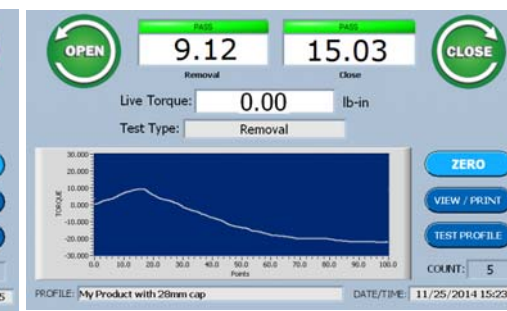 PASS PASS
OPEN 9.12 15.03 CLOSE
Removal Close
Live Torque: 0.00 lb-in
Test Type: Removal
30.000
20.000
10.000
0.000
-10.000
-20.000
-30.000
TORQUE
0.0 10.0 20.0 30.0 40.0 50.0 60.0 70.0 80.0 90.0 100.0
Points
ZERO
VIEW / PRINT
TEST PROFILE
COUNT: 5
PROFILE: My Product with 28mm cap DATE/TIME: 11/25/2014 15:23
5